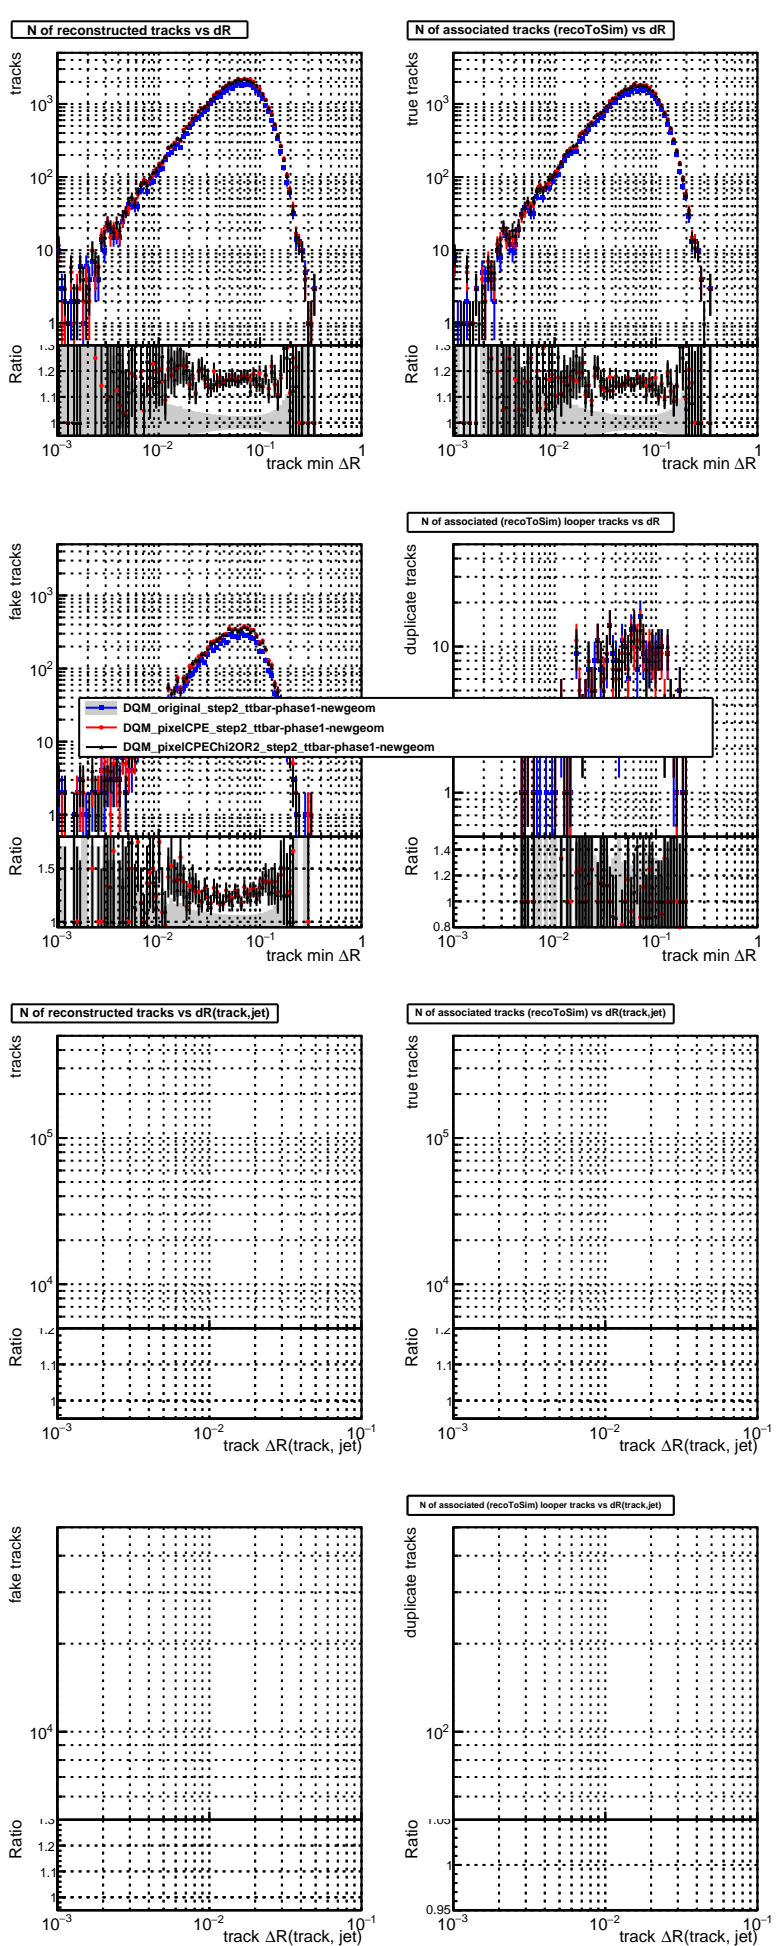 N of reconstructed tracks vs dR
tracks
10³
10²
10
1
Ratio
1.3
1.2
1.1
1
10⁻³
10⁻²
10⁻¹
1
track min ΔR
N of associated tracks (recoToSim) vs dR
true tracks
10³
10²
10
1
Ratio
1.3
1.2
1.1
1
10⁻³
10⁻²
10⁻¹
1
track min ΔR
fake tracks
10³
10²
10
1
Ratio
1.5
1
10⁻³
10⁻²
10⁻¹
1
track min ΔR
N of associated (recoToSim) looper tracks vs dR
duplicate tracks
10
1
Ratio
1.4
1.2
1
0.8
10⁻³
10⁻²
10⁻¹
1
track min ΔR
DQM_original_step2_ttbar-phase1-newgeom
DQM_pixelCPE_step2_ttbar-phase1-newgeom
DQM_pixelCPEChi2OR2_step2_ttbar-phase1-newgeom
N of reconstructed tracks vs dR(track,jet)
tracks
10⁵
10⁴
Ratio
1.2
1.1
1
10⁻³
10⁻²
10⁻¹
track ΔR(track, jet)
N of associated tracks (recoToSim) vs dR(track,jet)
true tracks
10⁵
10⁴
Ratio
1.2
1.1
1
10⁻³
10⁻²
10⁻¹
track ΔR(track, jet)
fake tracks
10⁴
Ratio
1.3
1.2
1.1
1
10⁻³
10⁻²
10⁻¹
track ΔR(track, jet)
N of associated (recoToSim) looper tracks vs dR(track,jet)
duplicate tracks
10²
Ratio
1.05
1
0.95
10⁻³
10⁻²
10⁻¹
track ΔR(track, jet)